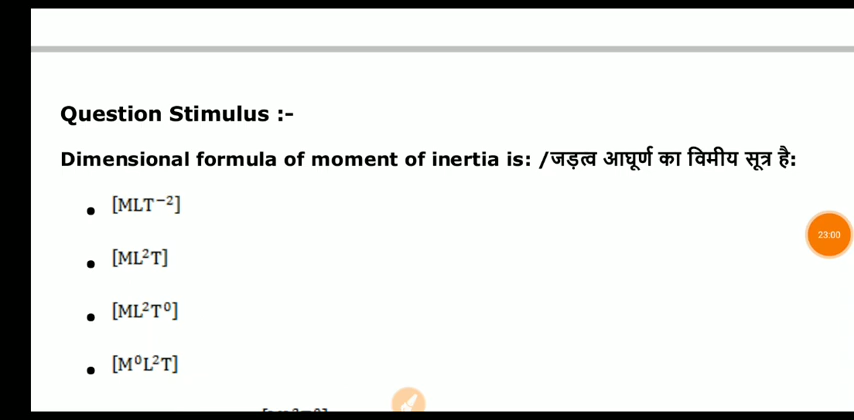 Question Stimulus :-
Dimensional formula of moment of inertia is: /जड़त्व आघूर्ण का विमीय सूत्र है:
• [MLT⁻²]
• [ML²T]
23:00
• [ML²T⁰]
• [M⁰L²T]